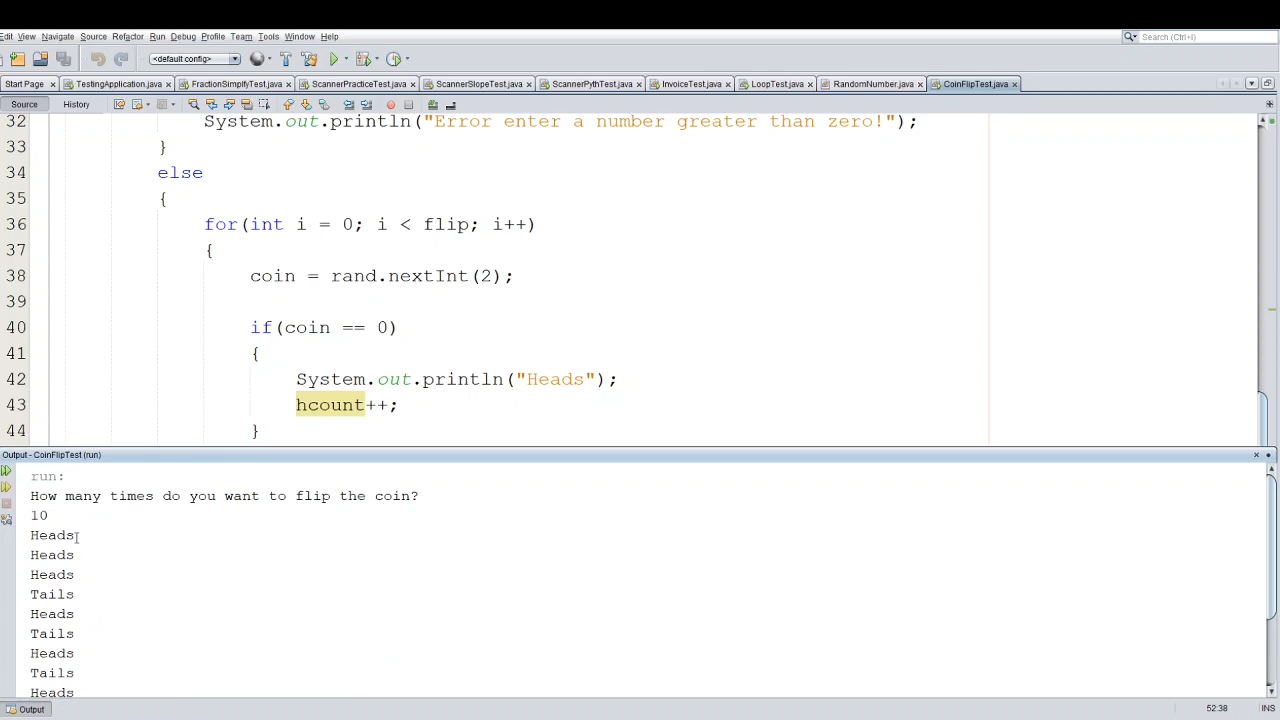 Edit View Navigate Source Refactor Run Debug Profile Team Tools Window Help
Search (Ctrl+I)
<default config>
Start Page TestingApplication.java FractionSimplifyTest.java ScannerPracticeTest.java ScannerSlopeTest.java ScannerPythTest.java InvoiceTest.java LoopTest.java RandomNumber.java CoinFlipTest.java
Source History
32 System.out.println("Error enter a number greater than zero!");
33 }
34 else
35 {
36 for(int i = 0; i < flip; i++)
37 {
38 coin = rand.nextInt(2);
39
40 if(coin == 0)
41 {
42 System.out.println("Heads");
43 hcount++;
44 }
Output - CoinFlipTest (run)
run:
How many times do you want to flip the coin?
10
Heads
Heads
Heads
Tails
Heads
Tails
Heads
Tails
Heads
Output
52:38 INS